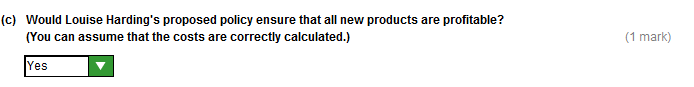 (c) Would Louise Harding's proposed policy ensure that all new products are profitable?
(You can assume that the costs are correctly calculated.) (1 mark)
Yes